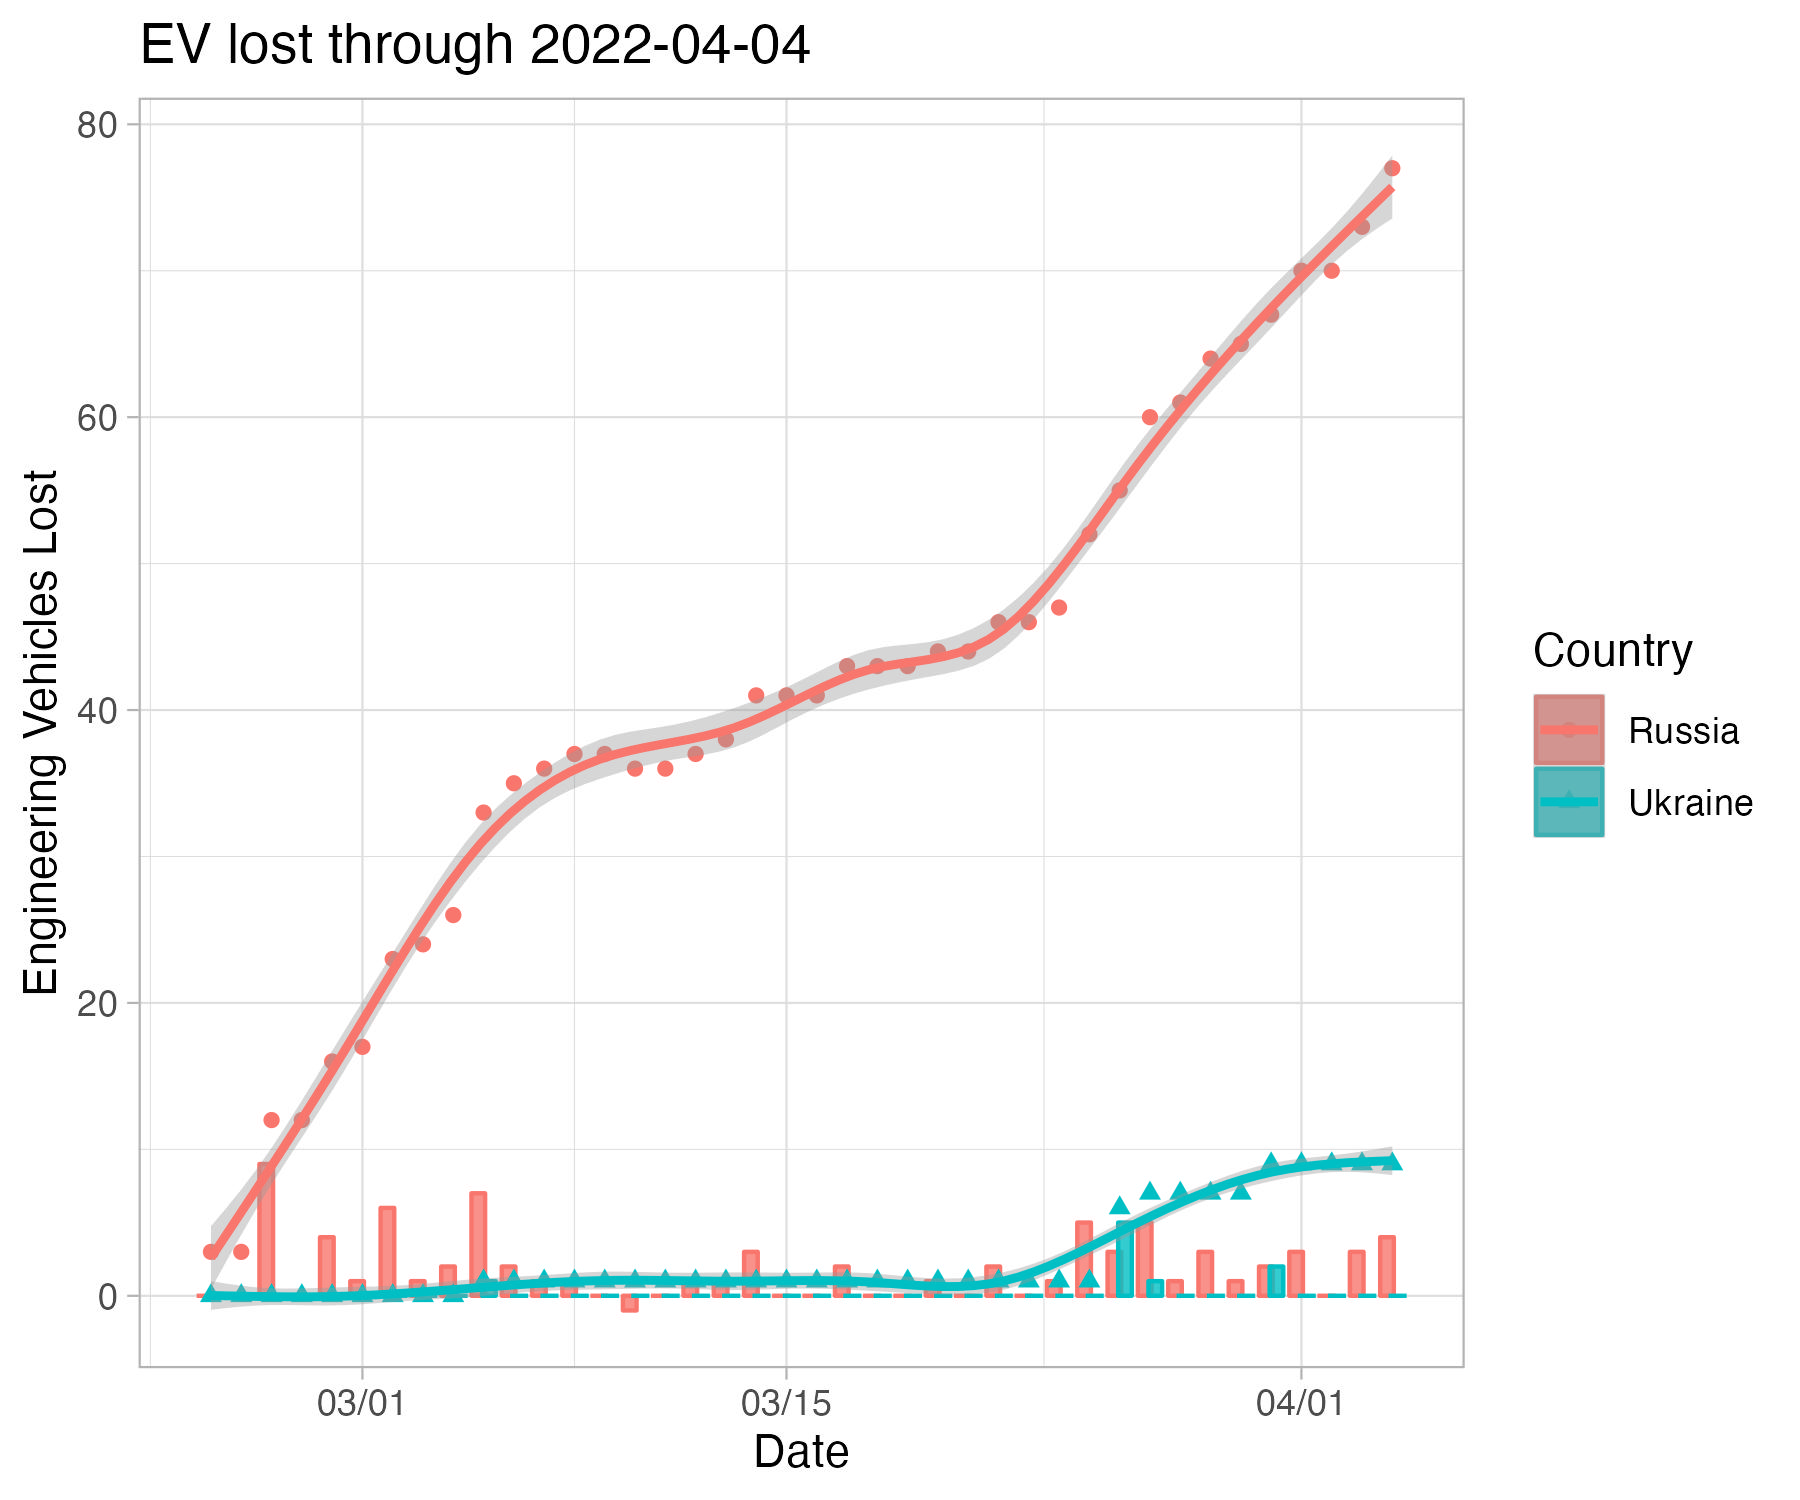 EV lost through 2022-04-04
Engineering Vehicles Lost
80
60
40
20
0
03/01
03/15
04/01
Date
Country
Russia
Ukraine